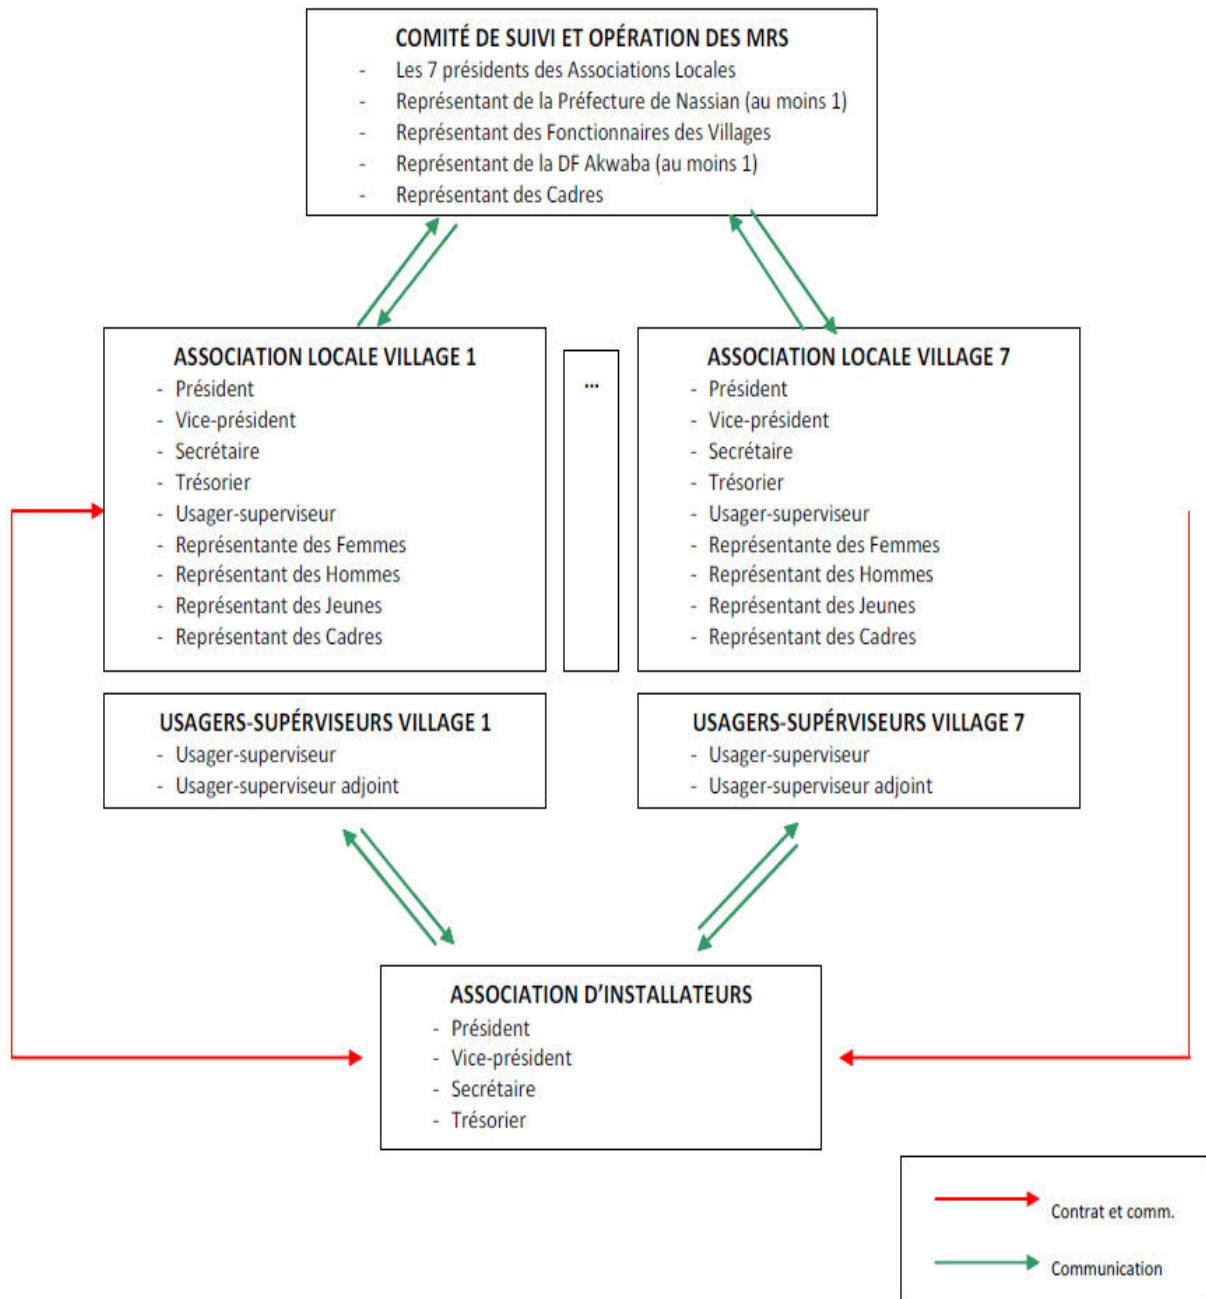 COMITÉ DE SUIVI ET OPÉRATION DES MRS
- Les 7 présidents des Associations Locales
- Représentant de la Préfecture de Nassian (au moins 1)
- Représentant des Fonctionnaires des Villages
- Représentant de la DF Akwaba (au moins 1)
- Représentant des Cadres
ASSOCIATION LOCALE VILLAGE 1
- Président
- Vice-président
- Secrétaire
- Trésorier
- Usager-superviseur
- Représentante des Femmes
- Représentant des Hommes
- Représentant des Jeunes
- Représentant des Cadres
...
ASSOCIATION LOCALE VILLAGE 7
- Président
- Vice-président
- Secrétaire
- Trésorier
- Usager-superviseur
- Représentante des Femmes
- Représentant des Hommes
- Représentant des Jeunes
- Représentant des Cadres
USAGERS-SUPÉRVISEURS VILLAGE 1
- Usager-superviseur
- Usager-superviseur adjoint
USAGERS-SUPÉRVISEURS VILLAGE 7
- Usager-superviseur
- Usager-superviseur adjoint
ASSOCIATION D'INSTALLATEURS
- Président
- Vice-président
- Secrétaire
- Trésorier
Contrat et comm.
Communication